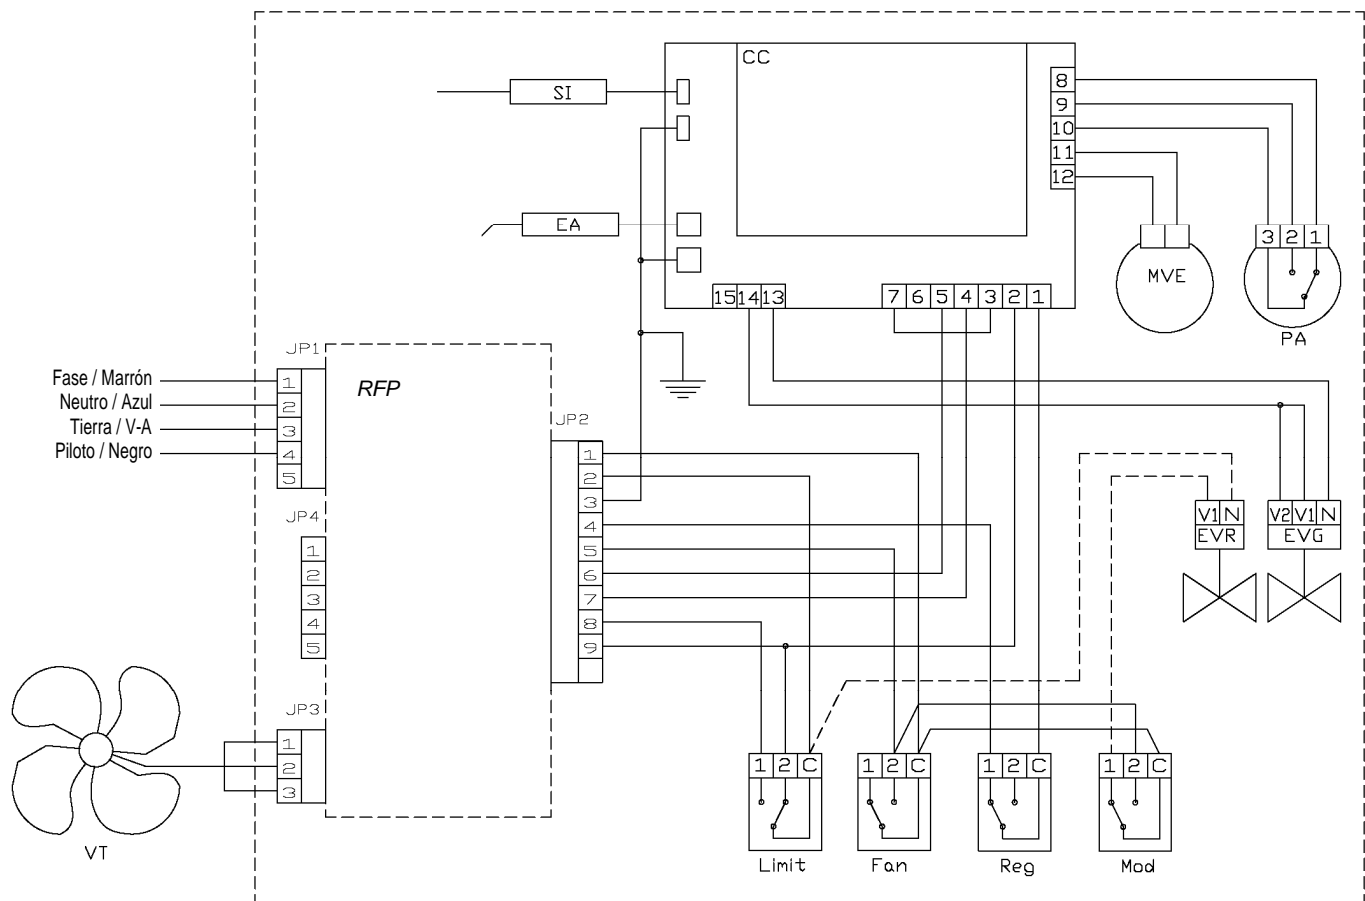 CC
SI
EA
8
9
10
11
12
MVE
3 2 1
PA
15 14 13
7 6 5 4 3 2 1
JP1
1
2
3
4
5
Fase / Marrón
Neutro / Azul
Tierra / V-A
Piloto / Negro
RFP
JP2
1
2
3
4
5
6
7
8
9
JP4
1
2
3
4
5
V1 N
EVR
V2 V1 N
EVG
JP3
1
2
3
VT
1 2 C
Limit
1 2 C
Fan
1 2 C
Reg
1 2 C
Mod